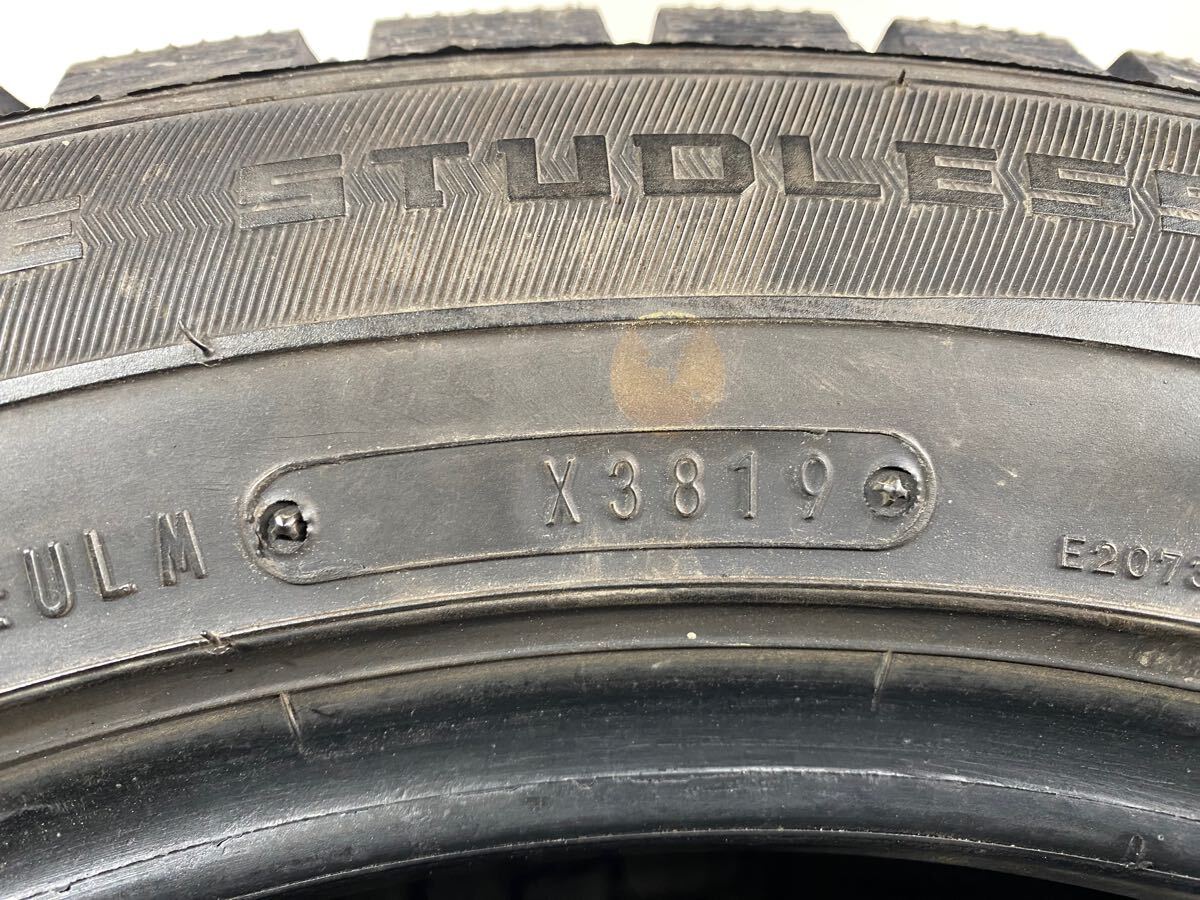 E STUDLESS
X3819
EULM
E2073